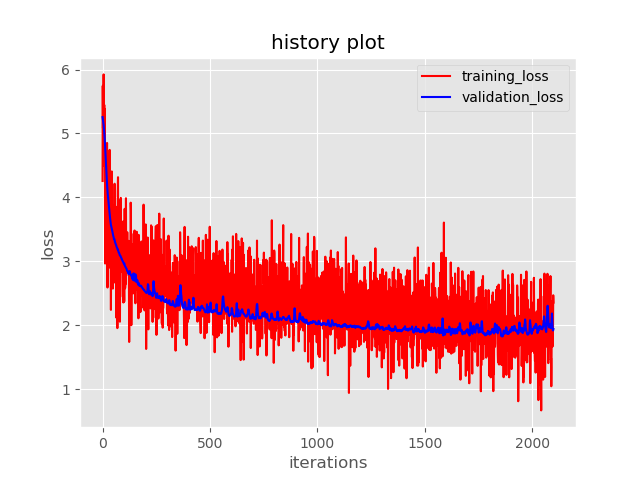 history plot
training_loss
validation_loss
6
5
4
3
2
1
loss
0
500
1000
1500
2000
iterations